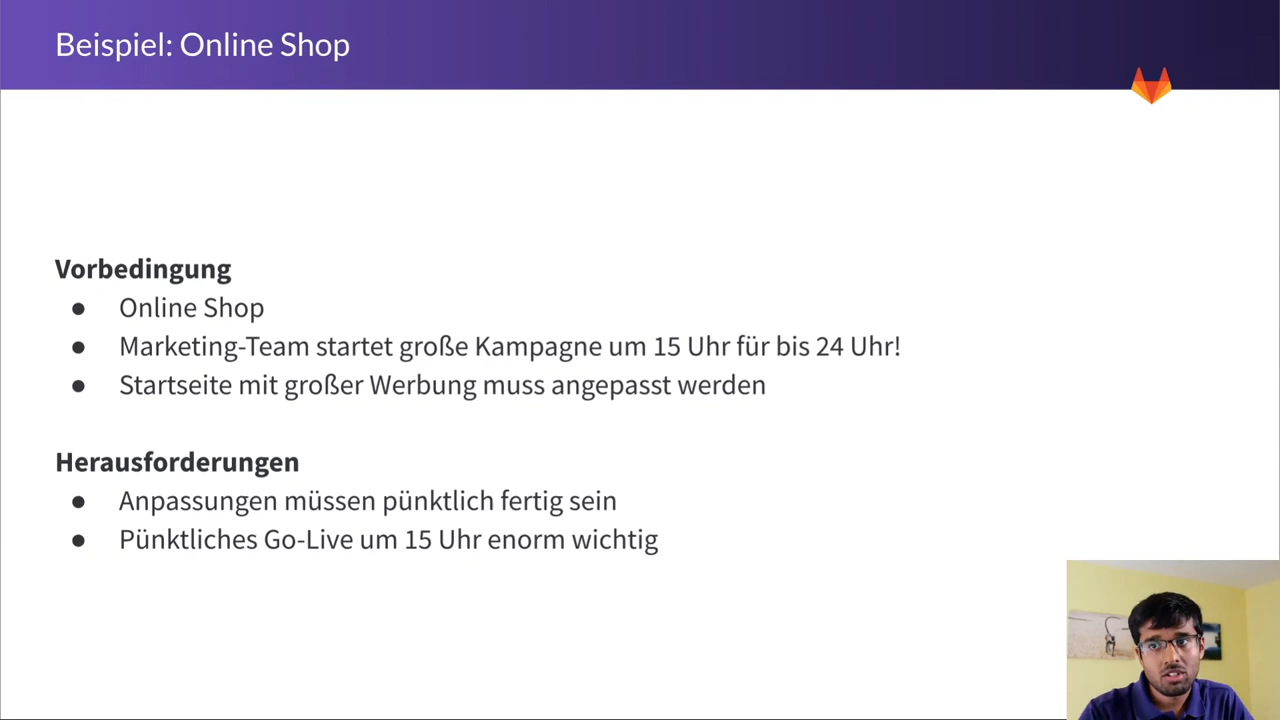 Beispiel: Online Shop
Vorbedingung
● Online Shop
● Marketing-Team startet große Kampagne um 15 Uhr für bis 24 Uhr!
● Startseite mit großer Werbung muss angepasst werden
Herausforderungen
● Anpassungen müssen pünktlich fertig sein
● Pünktliches Go-Live um 15 Uhr enorm wichtig